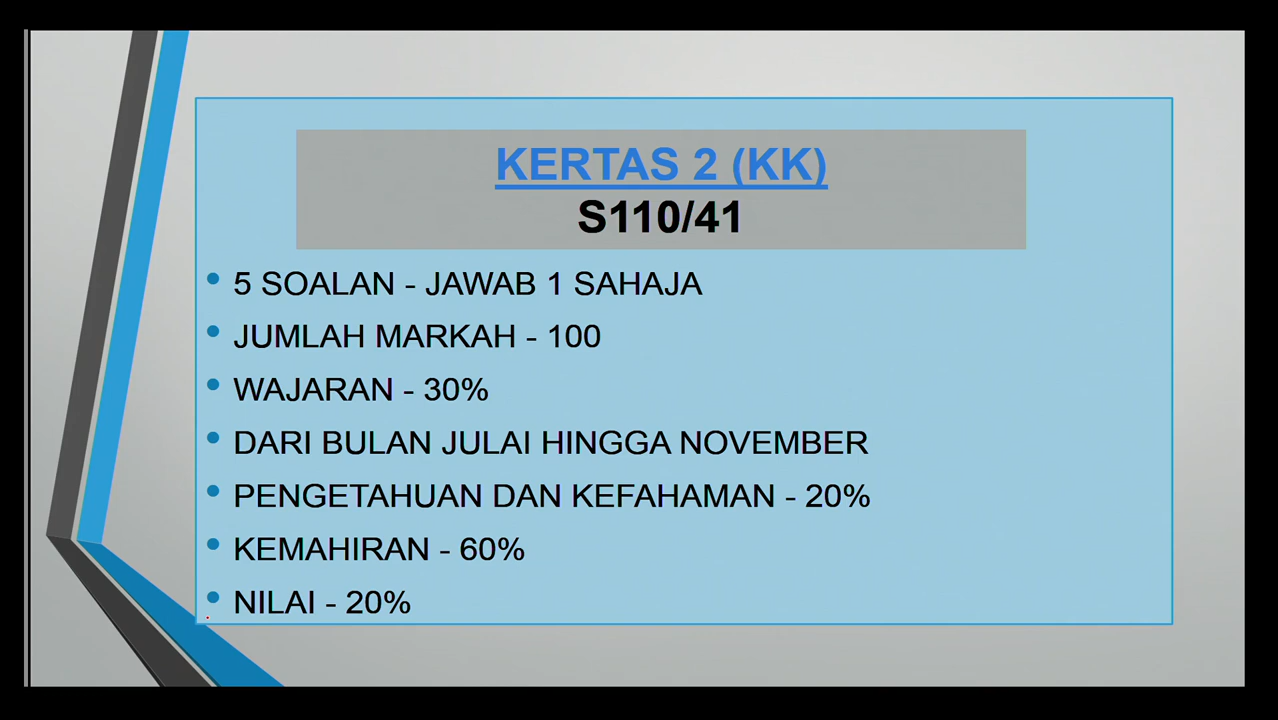 KERTAS 2 (KK)
S110/41
• 5 SOALAN - JAWAB 1 SAHAJA
• JUMLAH MARKAH - 100
• WAJARAN - 30%
• DARI BULAN JULAI HINGGA NOVEMBER
• PENGETAHUAN DAN KEFAHAMAN - 20%
• KEMAHIRAN - 60%
• NILAI - 20%